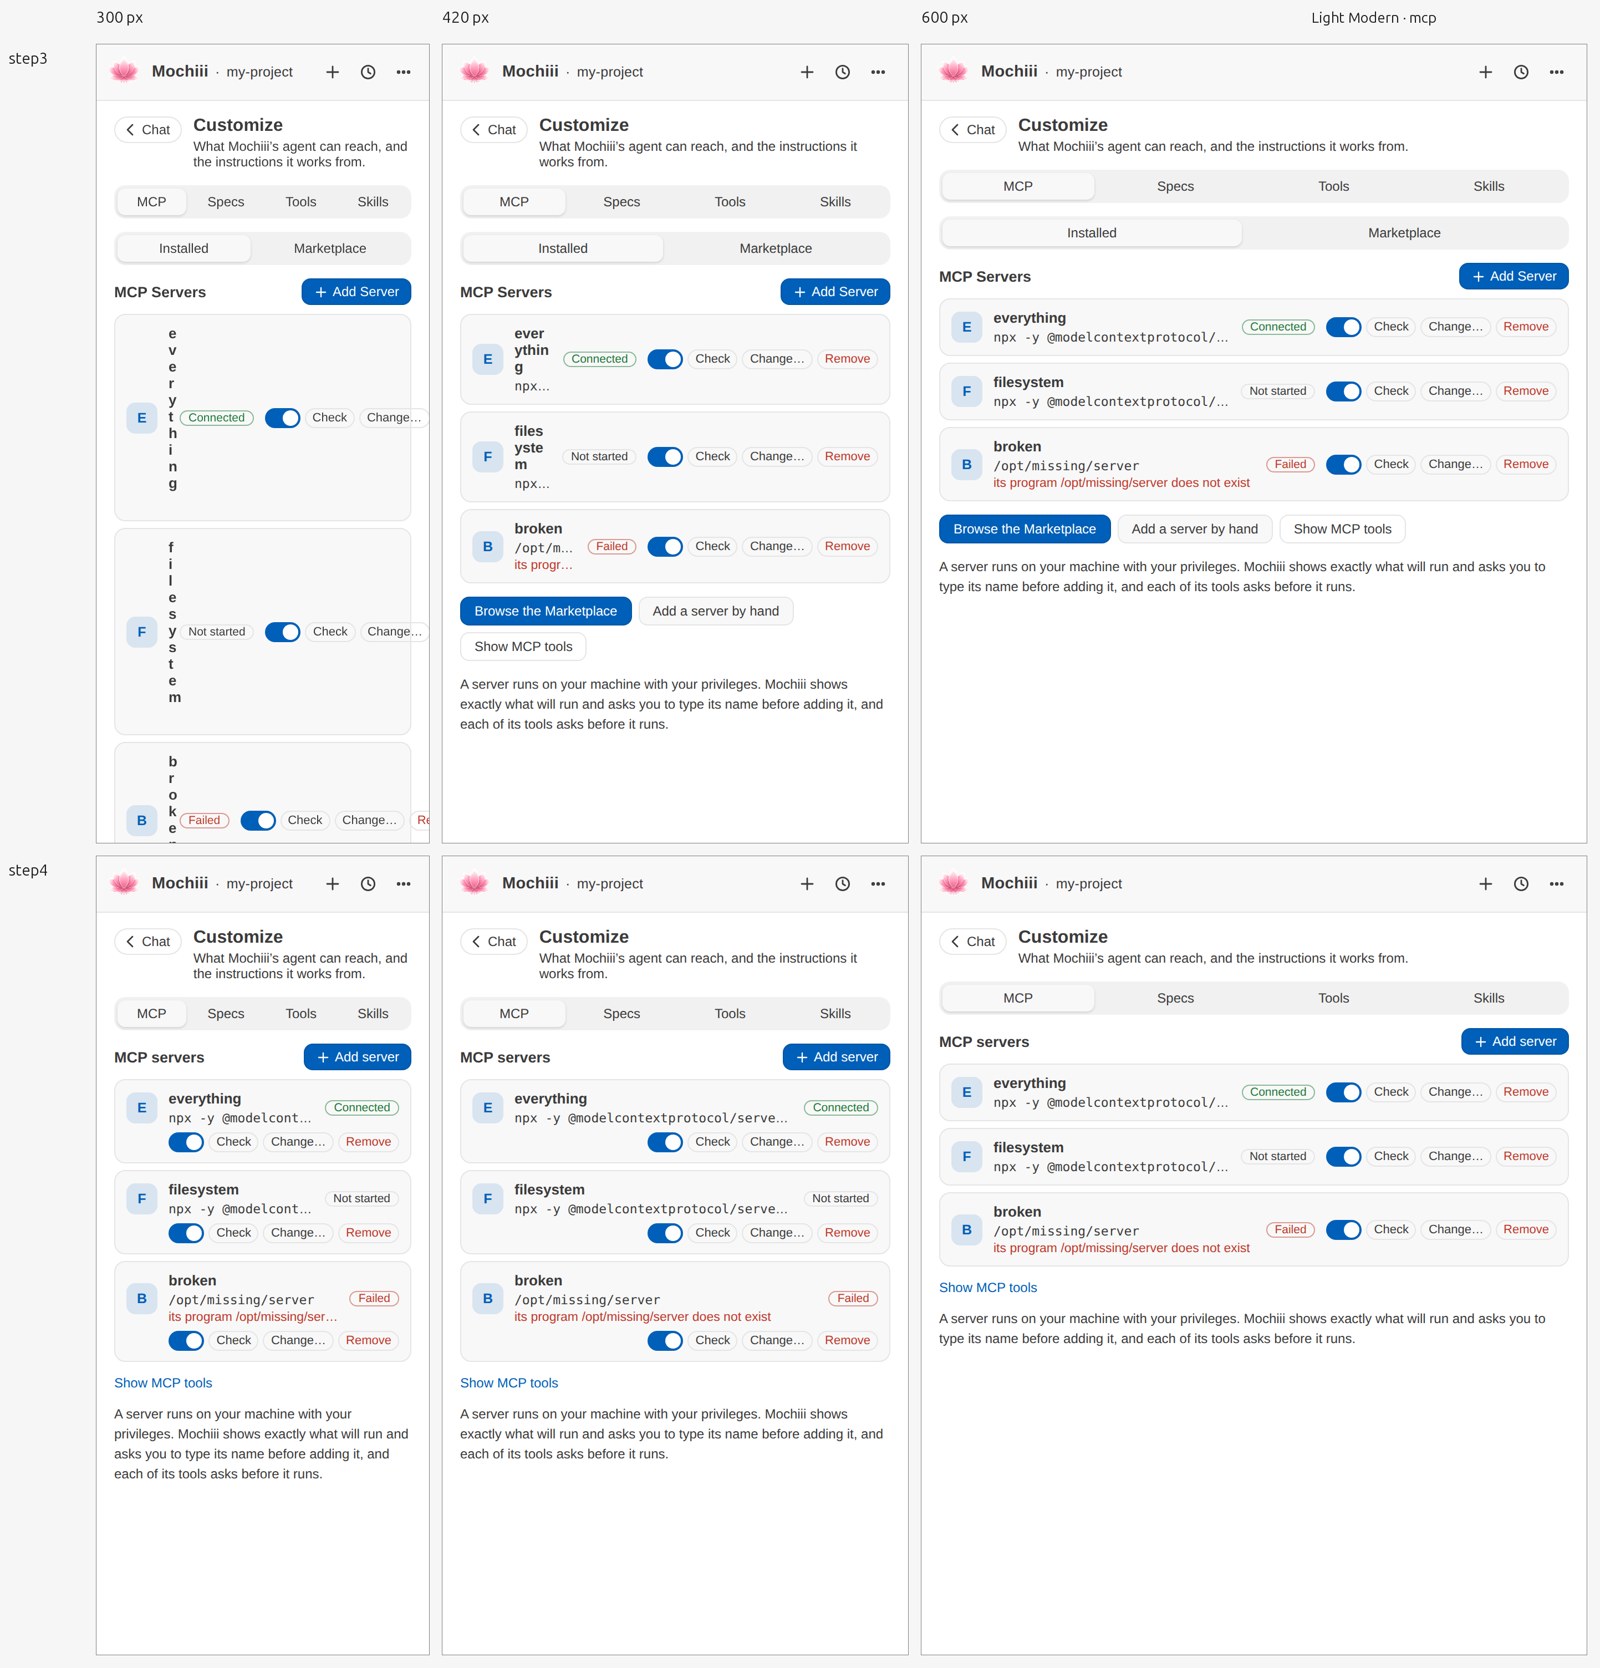 300 px
420 px
600 px
Light Modern · mcp
step3
Mochiii · my-project
Chat
Customize
What Mochiii's agent can reach, and
the instructions it works from.
MCP Specs Tools Skills
Installed Marketplace
MCP Servers
+ Add Server
E
everything
Connected
Check
Change…
F
filesystem
Not started
Check
Change…
B
broken
Failed
Check
Change…
Re
Mochiii · my-project
Chat
Customize
What Mochiii's agent can reach, and the instructions it
works from.
MCP Specs Tools Skills
Installed Marketplace
MCP Servers
+ Add Server
E
everything
npx…
Connected
Check
Change…
Remove
F
filesystem
npx…
Not started
Check
Change…
Remove
B
broken
/opt/m…
its progr…
Failed
Check
Change…
Remove
Browse the Marketplace
Add a server by hand
Show MCP tools
A server runs on your machine with your privileges. Mochiii shows
exactly what will run and asks you to type its name before adding it, and
each of its tools asks before it runs.
Mochiii · my-project
Chat
Customize
What Mochiii's agent can reach, and the instructions it works from.
MCP Specs Tools Skills
Installed Marketplace
MCP Servers
+ Add Server
E
everything
npx -y @modelcontextprotocol/…
Connected
Check
Change…
Remove
F
filesystem
npx -y @modelcontextprotocol/…
Not started
Check
Change…
Remove
B
broken
/opt/missing/server
its program /opt/missing/server does not exist
Failed
Check
Change…
Remove
Browse the Marketplace
Add a server by hand
Show MCP tools
A server runs on your machine with your privileges. Mochiii shows exactly what will run and asks you to
type its name before adding it, and each of its tools asks before it runs.
step4
Mochiii · my-project
Chat
Customize
What Mochiii's agent can reach, and
the instructions it works from.
MCP Specs Tools Skills
MCP servers
+ Add server
E
everything
npx -y @modelcont…
Connected
Check
Change…
Remove
F
filesystem
npx -y @modelcont…
Not started
Check
Change…
Remove
B
broken
/opt/missing/server
its program /opt/missing/ser…
Failed
Check
Change…
Remove
Show MCP tools
A server runs on your machine with your
privileges. Mochiii shows exactly what will run and
asks you to type its name before adding it, and
each of its tools asks before it runs.
Mochiii · my-project
Chat
Customize
What Mochiii's agent can reach, and the instructions it
works from.
MCP Specs Tools Skills
MCP servers
+ Add server
E
everything
npx -y @modelcontextprotocol/serve…
Connected
Check
Change…
Remove
F
filesystem
npx -y @modelcontextprotocol/serve…
Not started
Check
Change…
Remove
B
broken
/opt/missing/server
its program /opt/missing/server does not exist
Failed
Check
Change…
Remove
Show MCP tools
A server runs on your machine with your privileges. Mochiii shows
exactly what will run and asks you to type its name before adding it, and
each of its tools asks before it runs.
Mochiii · my-project
Chat
Customize
What Mochiii's agent can reach, and the instructions it works from.
MCP Specs Tools Skills
MCP servers
+ Add server
E
everything
npx -y @modelcontextprotocol/…
Connected
Check
Change…
Remove
F
filesystem
npx -y @modelcontextprotocol/…
Not started
Check
Change…
Remove
B
broken
/opt/missing/server
its program /opt/missing/server does not exist
Failed
Check
Change…
Remove
Show MCP tools
A server runs on your machine with your privileges. Mochiii shows exactly what will run and asks you to
type its name before adding it, and each of its tools asks before it runs.